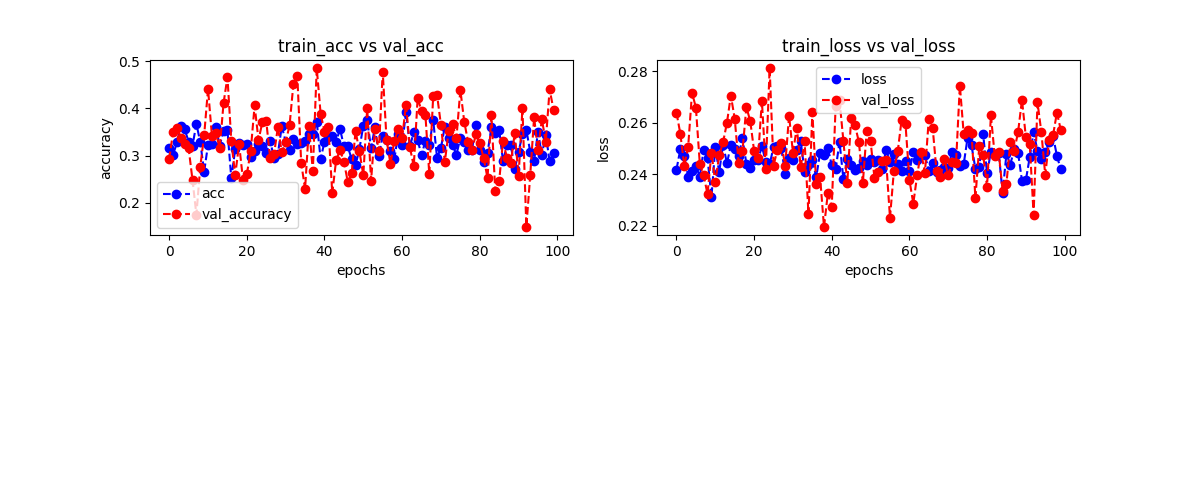 train_acc vs val_acc
accuracy
0.5
0.4
0.3
0.2
acc
val_accuracy
0
20
40
60
80
100
epochs
train_loss vs val_loss
loss
0.28
0.26
0.24
0.22
loss
val_loss
0
20
40
60
80
100
epochs